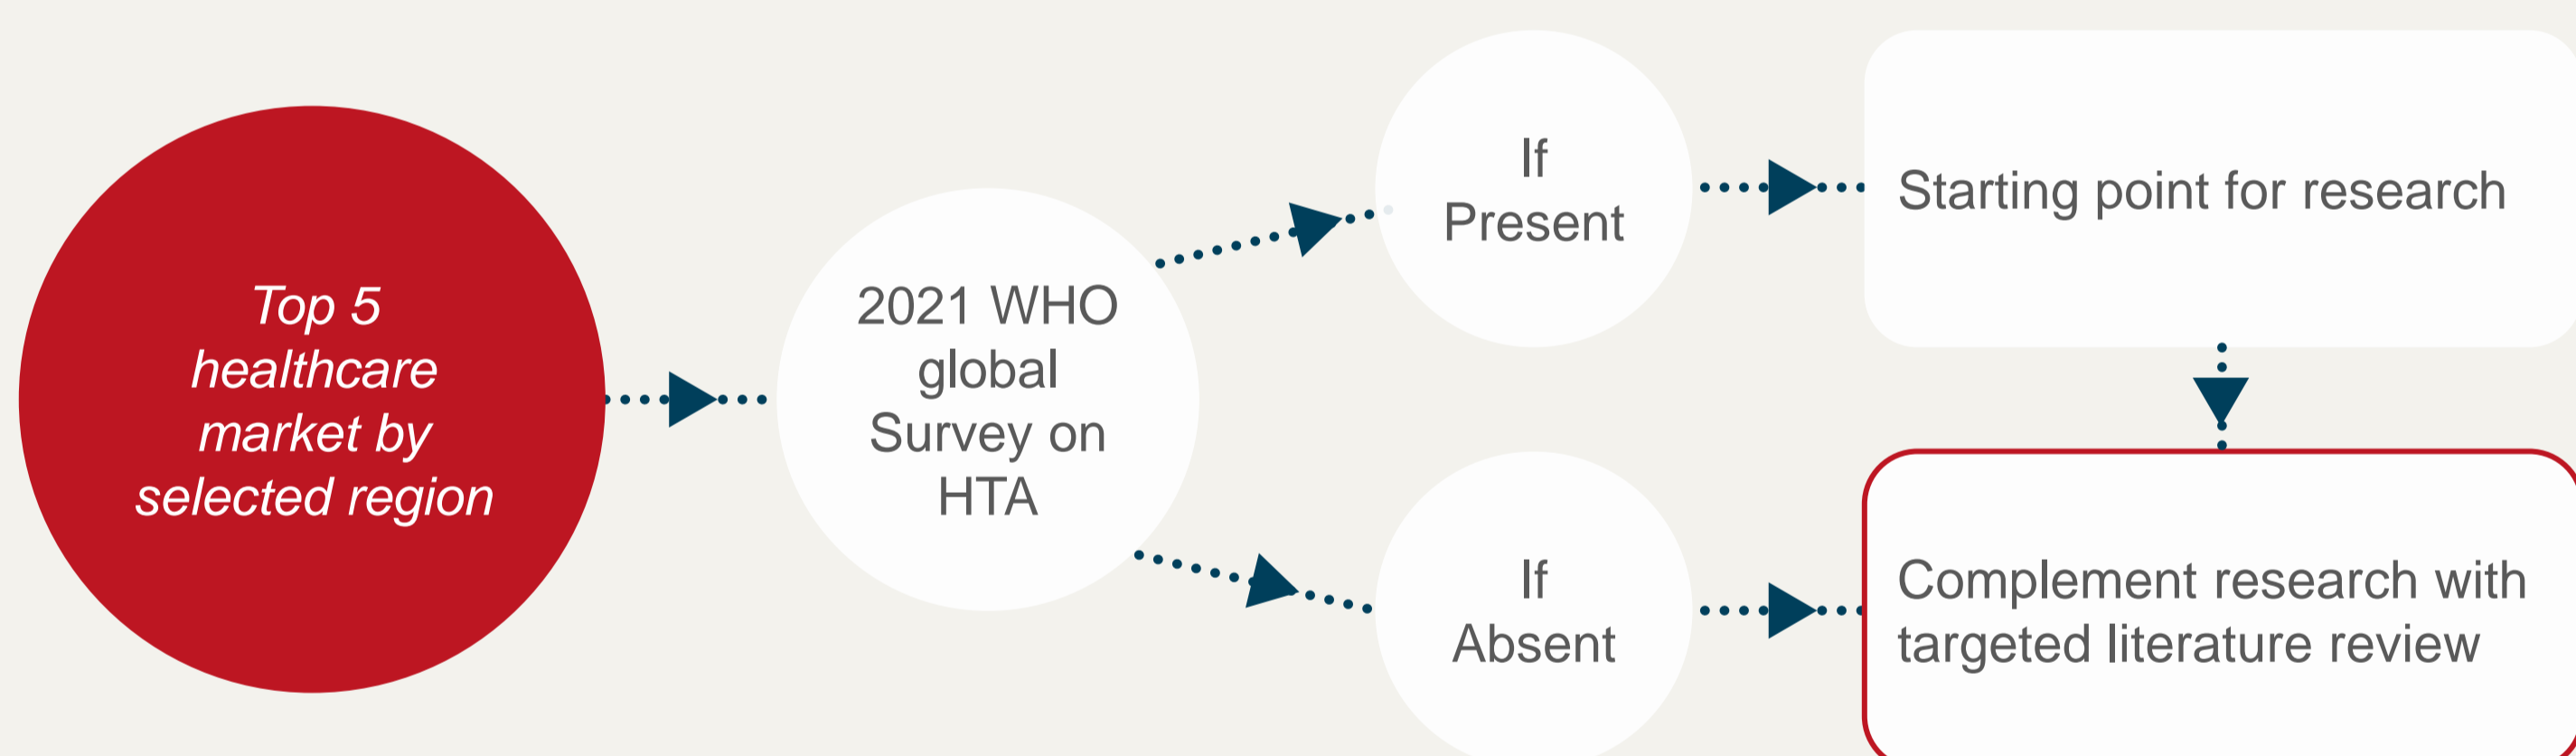 Top 5
healthcare
market by
selected region
2021 WHO
global
Survey on
HTA
If
Present
Starting point for research
If
Absent
Complement research with
targeted literature review